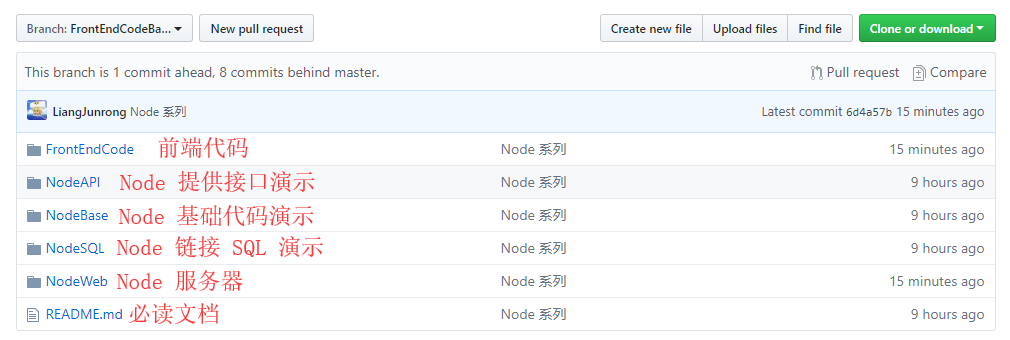 Branch: FrontEndCodeBa... New pull request Create new file Upload files Find file Clone or download
This branch is 1 commit ahead, 8 commits behind master. Pull request Compare
LiangJunrong Node 系列 Latest commit 6d4a57b 15 minutes ago
FrontEndCode 前端代码 Node 系列 15 minutes ago
NodeAPI Node 提供接口演示 Node 系列 9 hours ago
NodeBase Node 基础代码演示 Node 系列 9 hours ago
NodeSQL Node 链接 SQL 演示 Node 系列 9 hours ago
NodeWeb Node 服务器 Node 系列 15 minutes ago
README.md 必读文档 Node 系列 9 hours ago